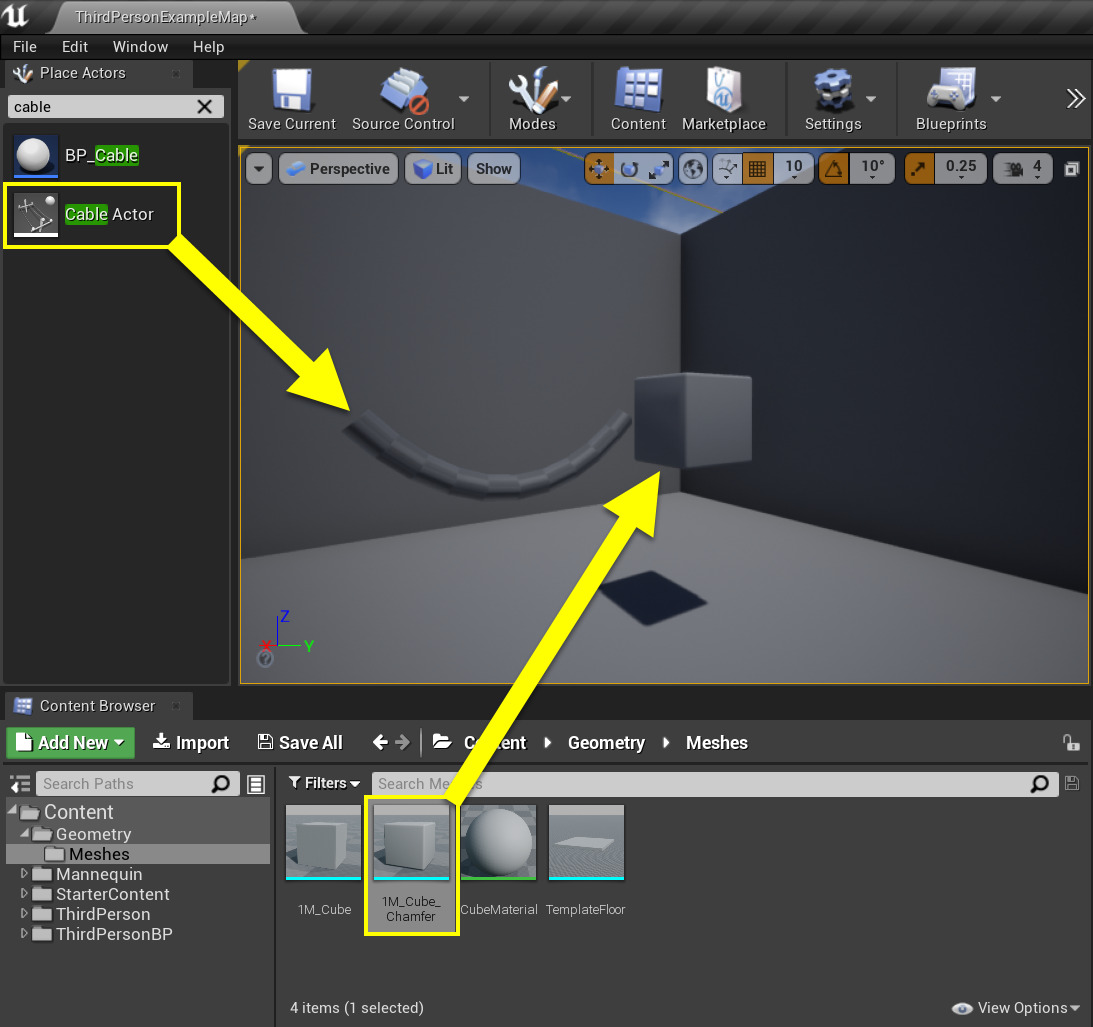 ThirdPersonExampleMap*
File Edit Window Help
Place Actors
cable
BP_Cable
Cable Actor
Save Current
Source Control
Modes
Content
Marketplace
Settings
Blueprints
Perspective
Lit
Show
10
10°
0.25
4
Z
X
Y
?
Content Browser
Add New
Import
Save All
Content
Geometry
Meshes
Search Paths
Filters
Content
Geometry
Meshes
Mannequin
StarterContent
ThirdPerson
ThirdPersonBP
1M_Cube
1M_Cube_
Chamfer
CubeMaterial
TemplateFloor
4 items (1 selected)
View Options